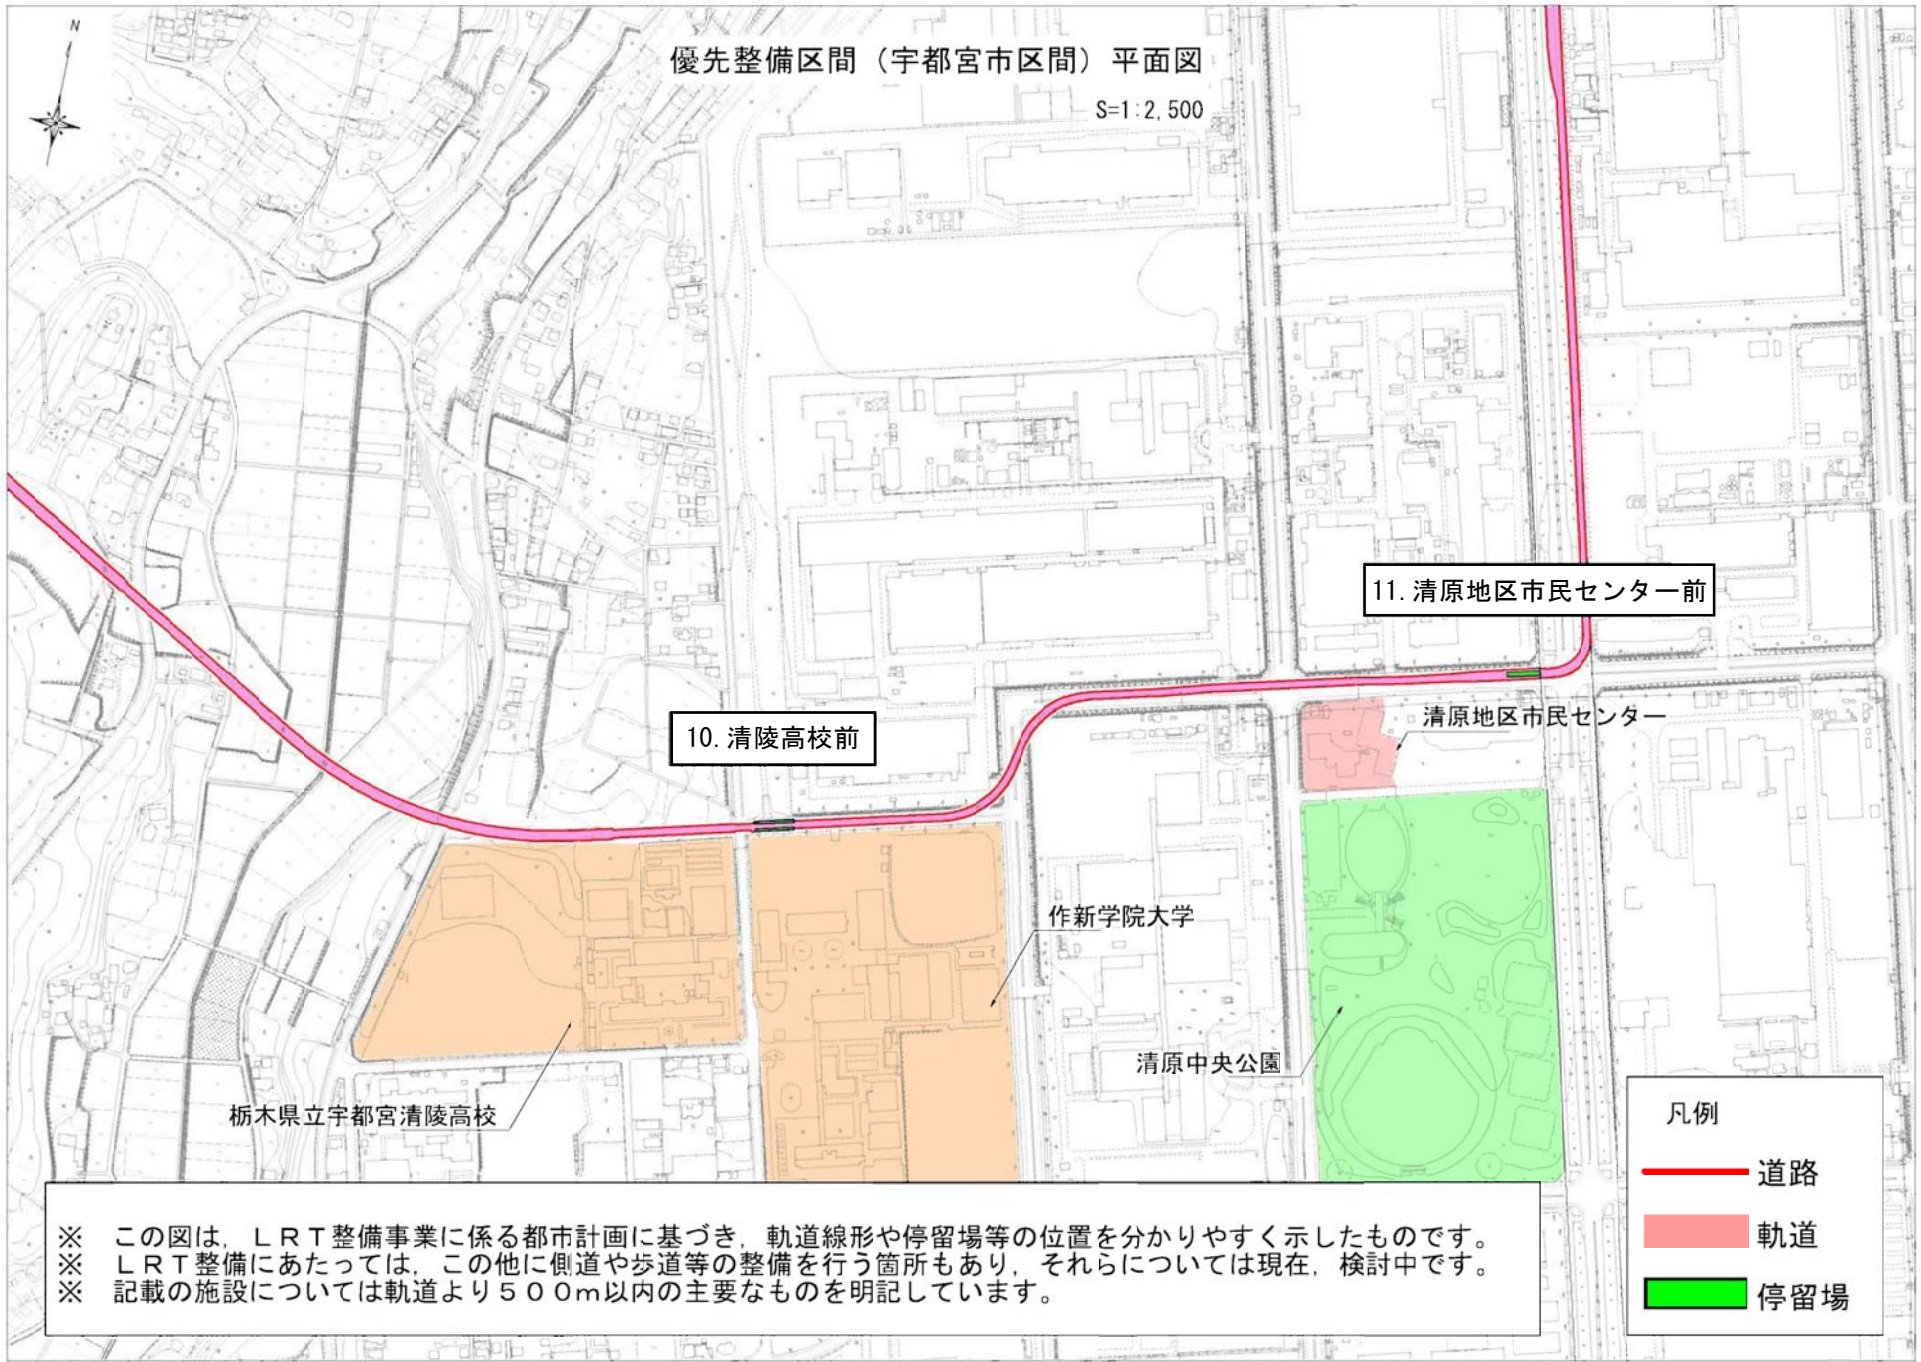 N
優先整備区間（宇都宮市区間）平面図
S=1:2,500
11.清原地区市民センター前
清原地区市民センター
10.清陵高校前
作新学院大学
清原中央公園
栃木県立宇都宮清陵高校
凡例
道路
軌道
停留場
※　この図は，ＬＲＴ整備事業に係る都市計画に基づき，軌道線形や停留場等の位置を分かりやすく示したものです。
※　ＬＲＴ整備にあたっては，この他に側道や歩道等の整備を行う箇所もあり，それらについては現在，検討中です。
※　記載の施設については軌道より５００ｍ以内の主要なものを明記しています。